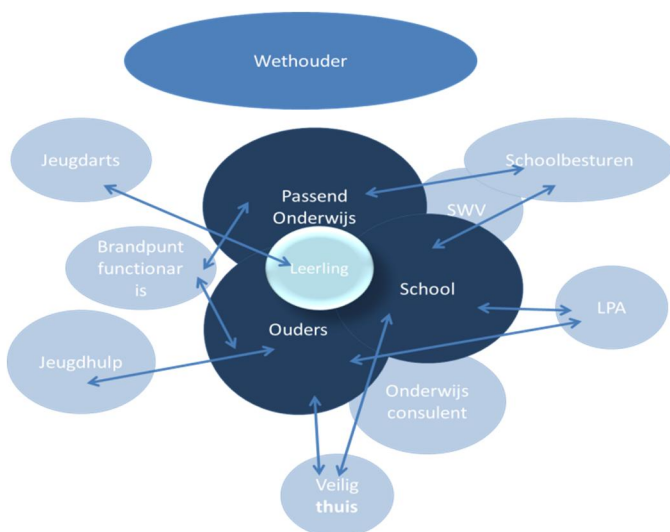 Wethouder
Jeugdarts
Schoolbesturen
Passend
Onderwijs
SWV
Brandpunt
functionar
is
Leerling
School
LPA
Ouders
Jeugdhulp
Onderwijs
consulent
Veilig
thuis